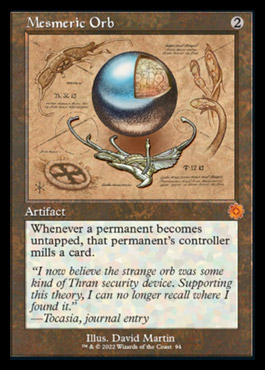 Mesmeric Orb 2
Artifact
Whenever a permanent becomes
untapped, that permanent's controller
mills a card.
"I now believe the strange orb was some
kind of Thran security device. Supporting
this theory, I can no longer recall where I
found it."
—Tocasia, journal entry
Illus. David Martin
™ & © 2022 Wizards of the Coast 94